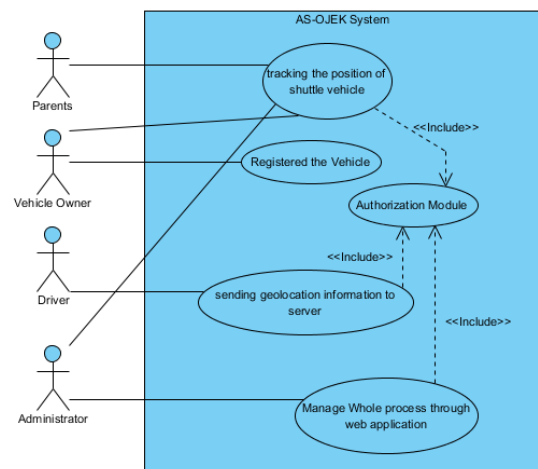 AS-OJEK System
tracking the position of
shuttle vehicle
Parents
<<Include>>
Registered the Vehicle
Vehicle Owner
Authorization Module
<<Include>>
Driver
sending geolocation information to
server
<<Include>>
Administrator
Manage Whole process through
web application